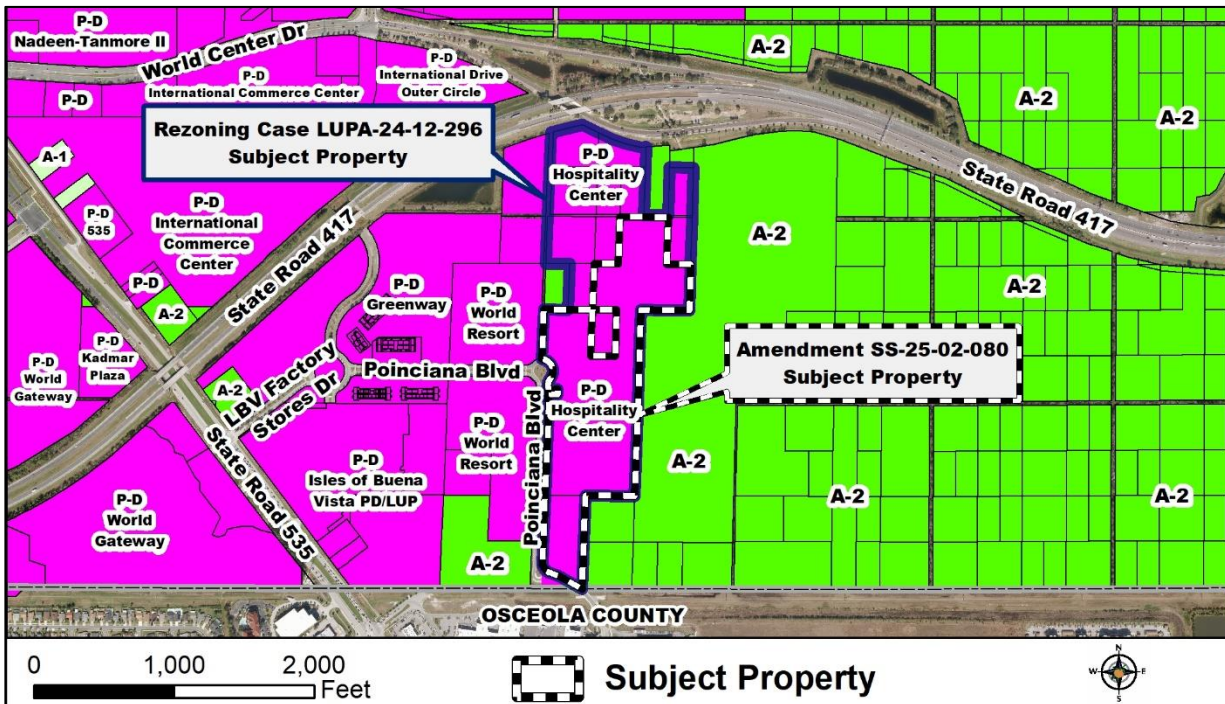 P-D
Nadeen-Tanmore II
World Center Dr
P-D
International Commerce Center
P-D
International Drive
Outer Circle
A-2
A-2
A-2
P-D
Rezoning Case LUPA-24-12-296
Subject Property
A-1
P-D
535
P-D
International
Commerce
Center
State Road 417
P-D
Hospitality
Center
A-2
State Road 417
P-D
A-2
P-D
Greenway
P-D
World
Resort
A-2
A-2
P-D
Kadmar
Plaza
P-D
World
Gateway
A-2
LBV Factory
Stores Dr
Poinciana Blvd
Amendment SS-25-02-080
Subject Property
P-D
Hospitality
Center
State Road 535
P-D
World
Resort
Poinciana Blvd
P-D
Isles of Buena
Vista PD/LUP
A-2
A-2
A-2
P-D
World
Gateway
A-2
OSCEOLA COUNTY
0
1,000
2,000
Feet
Subject Property
N
W
E
S